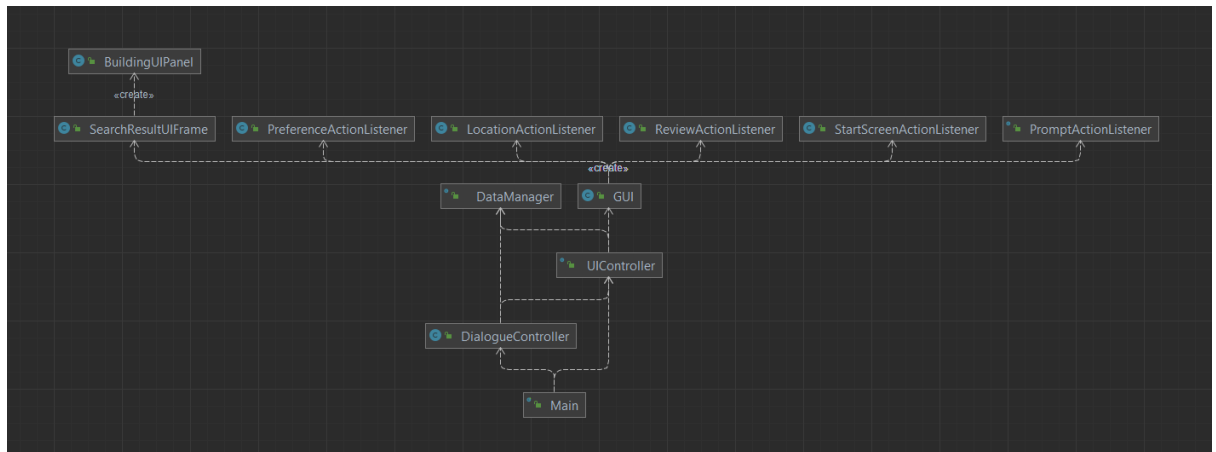 BuildingUIPanel
«create»
SearchResultUIFrame
PreferenceActionListener
LocationActionListener
ReviewActionListener
StartScreenActionListener
PromptActionListener
«create»
DataManager
GUI
UIController
DialogueController
Main